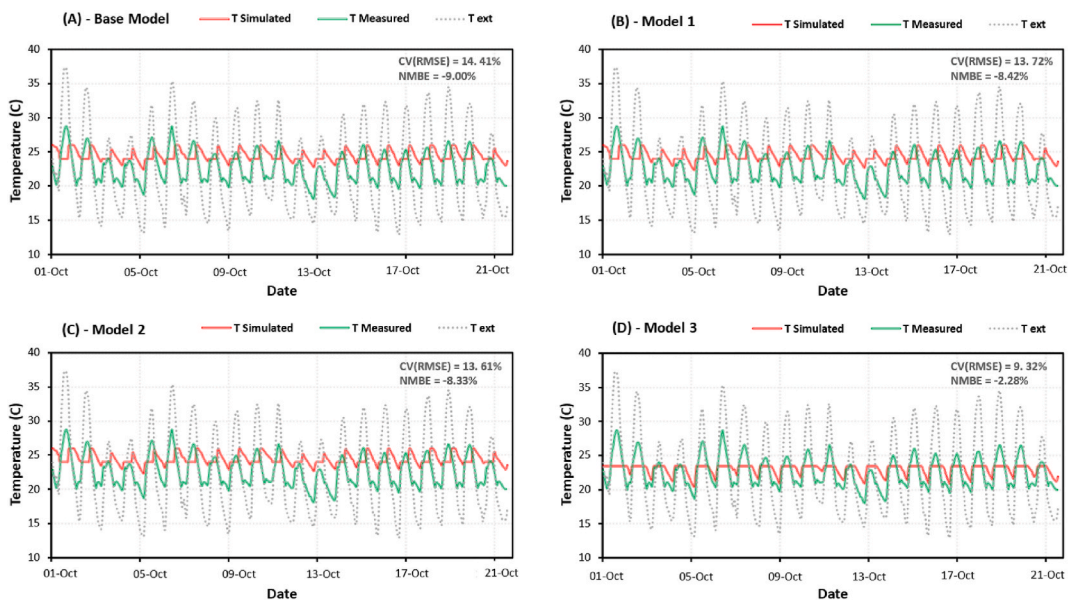 (A) - Base Model
T Simulated
T Measured
T ext
CV(RMSE) = 14. 41%
NMBE = -9.00%
Temperature (C)
40
35
30
25
20
15
10
01-Oct
05-Oct
09-Oct
13-Oct
17-Oct
21-Oct
Date
(B) - Model 1
T Simulated
T Measured
T ext
CV(RMSE) = 13. 72%
NMBE = -8.42%
Temperature (C)
40
35
30
25
20
15
10
01-Oct
05-Oct
09-Oct
13-Oct
17-Oct
21-Oct
Date
(C) - Model 2
T Simulated
T Measured
T ext
CV(RMSE) = 13. 61%
NMBE = -8.33%
Temperature (C)
40
35
30
25
20
15
10
01-Oct
05-Oct
09-Oct
13-Oct
17-Oct
21-Oct
Date
(D) - Model 3
T Simulated
T Measured
T ext
CV(RMSE) = 9. 32%
NMBE = -2.28%
Temperature (C)
40
35
30
25
20
15
10
01-Oct
05-Oct
09-Oct
13-Oct
17-Oct
21-Oct
Date